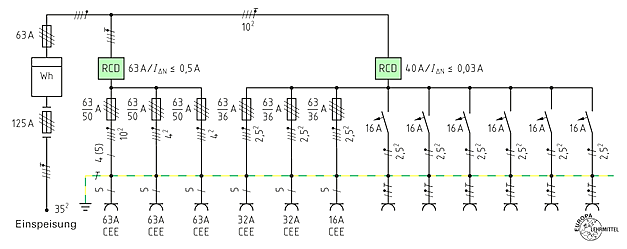 63A
Wh
125A
Einspeisung
35²
10²
RCD 63A/IΔN ≤ 0,5A
RCD 40A/IΔN ≤ 0,03A
63/50 A 63/50 A 63/50 A 63/36 A 63/36 A 63/36 A
16A 16A 16A 16A 16A 16A
10² 4² 4² 2,5² 2,5² 2,5² 2,5² 2,5² 2,5² 2,5² 2,5² 2,5²
4 (5)
5 5 5 5 5 5
63A 63A 63A 32A 32A 16A
CEE CEE CEE CEE CEE CEE
EUROPA
LEHRMITTEL